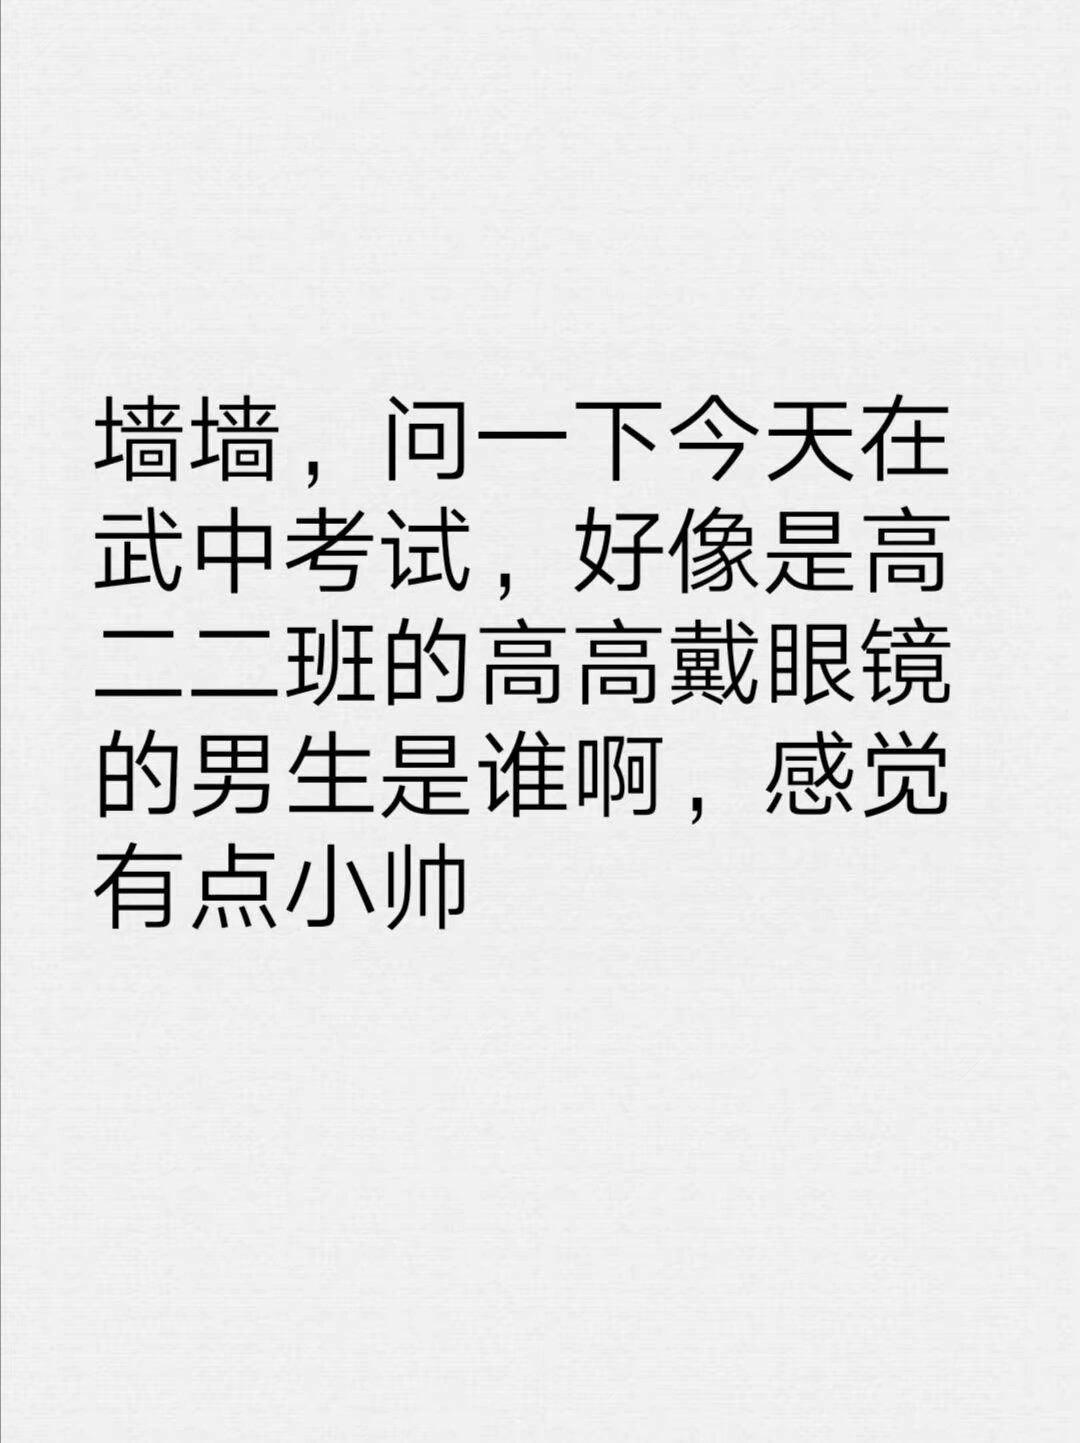 墙墙，问一下今天在
武中考试，好像是高
二二班的高高戴眼镜
的男生是谁啊，感觉
有点小帅